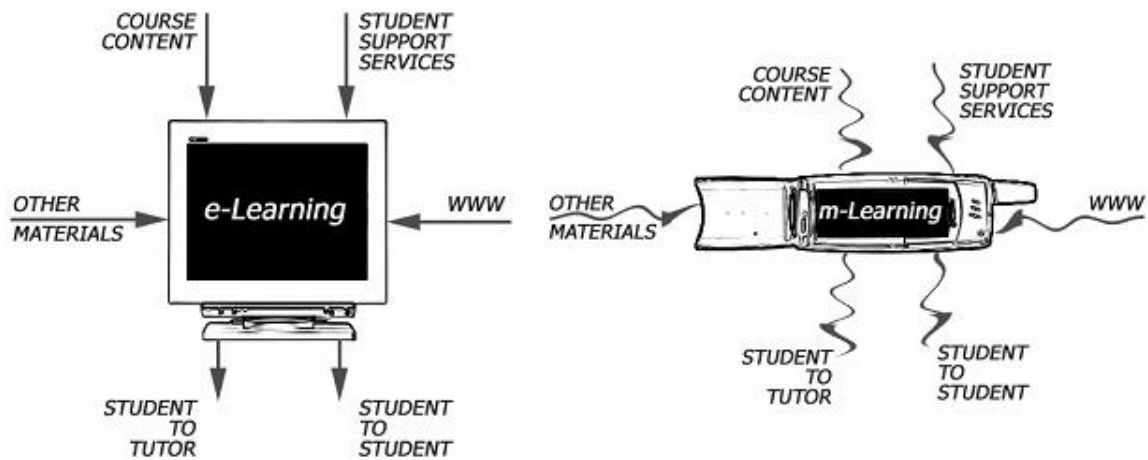 COURSE
CONTENT
STUDENT
SUPPORT
SERVICES
OTHER
MATERIALS
e-Learning
WWW
STUDENT
TO
TUTOR
STUDENT
TO
STUDENT
COURSE
CONTENT
STUDENT
SUPPORT
SERVICES
OTHER
MATERIALS
m-Learning
WWW
STUDENT
TO
TUTOR
STUDENT
TO
STUDENT